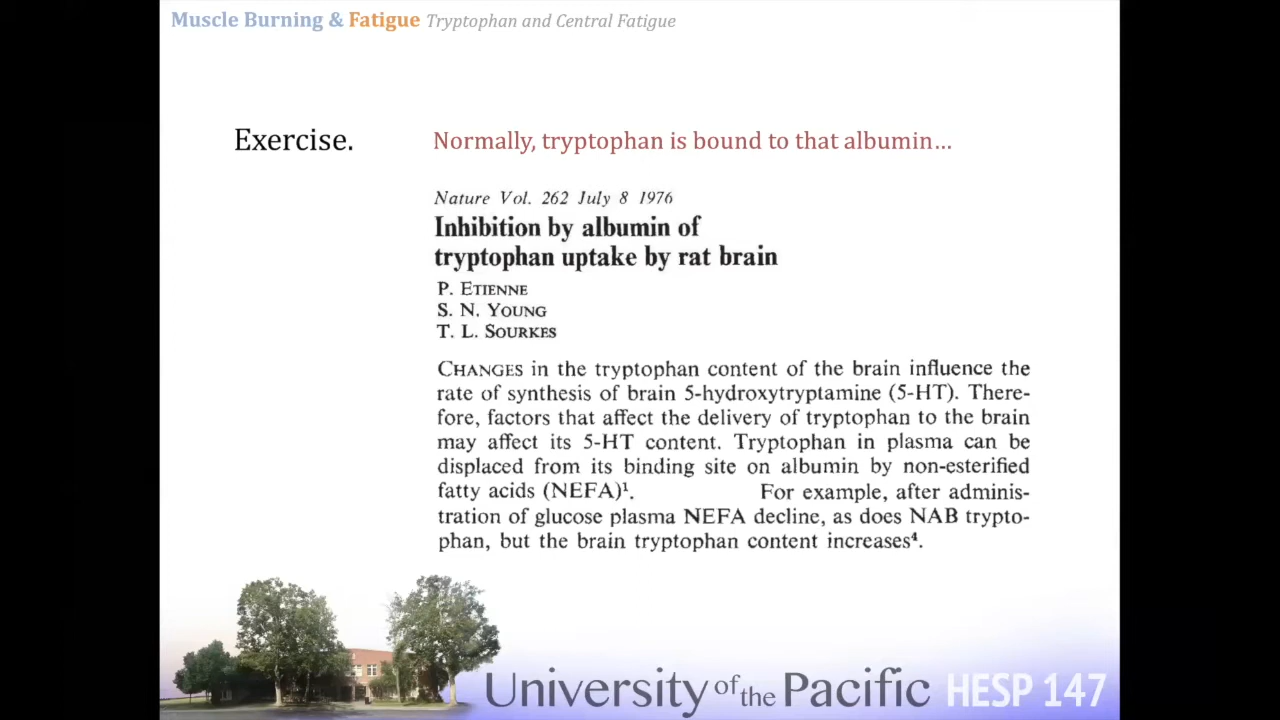 Muscle Burning & Fatigue Tryptophan and Central Fatigue
Exercise.
Normally, tryptophan is bound to that albumin…
Nature Vol. 262 July 8 1976
Inhibition by albumin of
tryptophan uptake by rat brain
P. ETIENNE
S. N. YOUNG
T. L. SOURKES
CHANGES in the tryptophan content of the brain influence the
rate of synthesis of brain 5-hydroxytryptamine (5-HT). There-
fore, factors that affect the delivery of tryptophan to the brain
may affect its 5-HT content. Tryptophan in plasma can be
displaced from its binding site on albumin by non-esterified
fatty acids (NEFA)¹. For example, after adminis-
tration of glucose plasma NEFA decline, as does NAB trypto-
phan, but the brain tryptophan content increases⁴.
University of the Pacific HESP 147